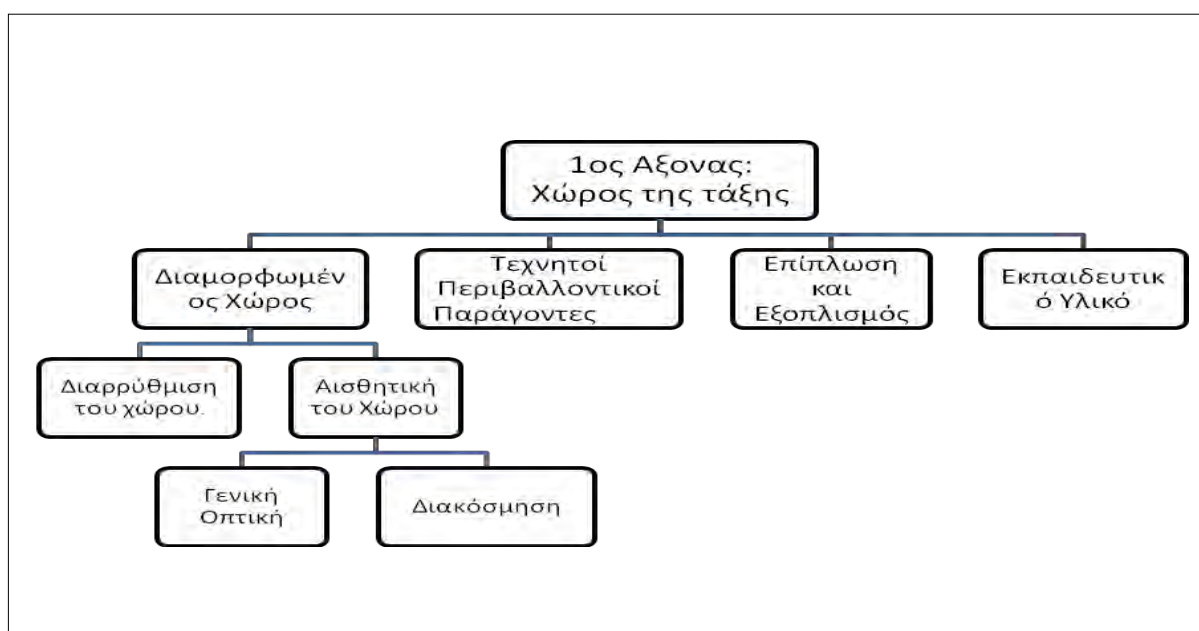 1ος Αξονας:
Χώρος της τάξης
Διαμορφωμέν
ος Χώρος
Τεχνητοί
Περιβαλλοντικοί
Παράγοντες
Επίπλωση
και
Εξοπλισμός
Εκπαιδευτικ
ό Υλικό
Διαρρύθμιση
του χώρου.
Αισθητική
του Χώρου
Γενική
Οπτική
Διακόσμηση